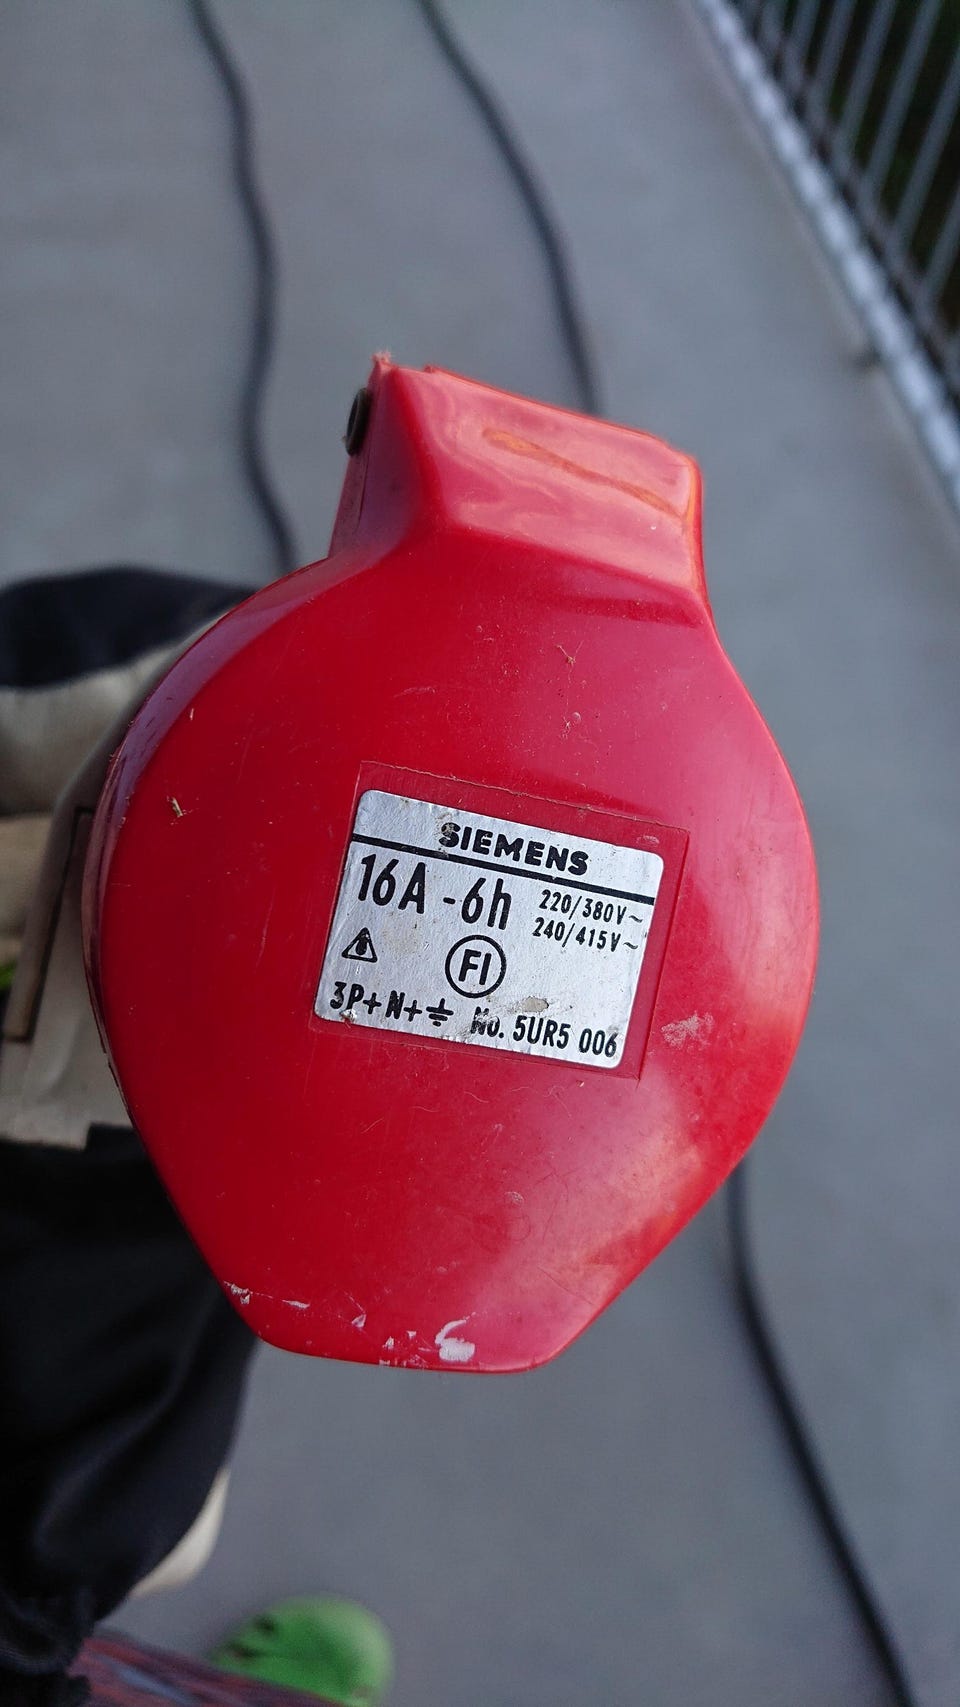 SIEMENS
16A -6h 220/380V~
240/415V~
FI
3P+N+⏚ No. 5UR5 006